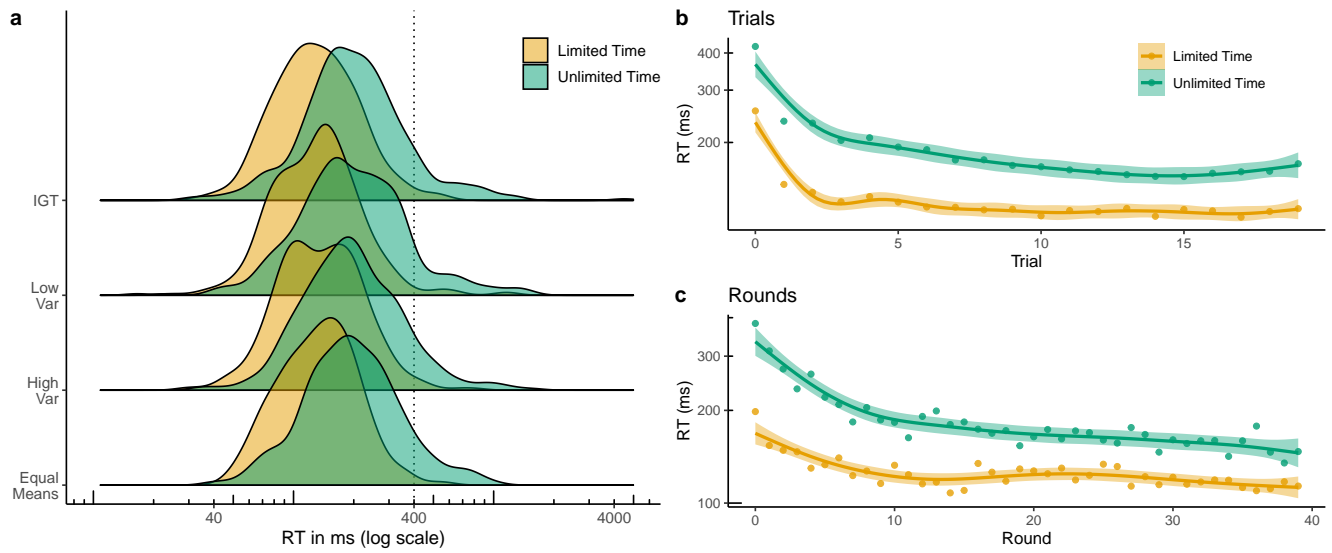 a
Limited Time
Unlimited Time
IGT
Low
Var
High
Var
Equal
Means
40
400
4000
RT in ms (log scale)
b
Trials
400
300
200
RT (ms)
Limited Time
Unlimited Time
0
5
10
15
Trial
c
Rounds
300
200
100
RT (ms)
0
10
20
30
40
Round